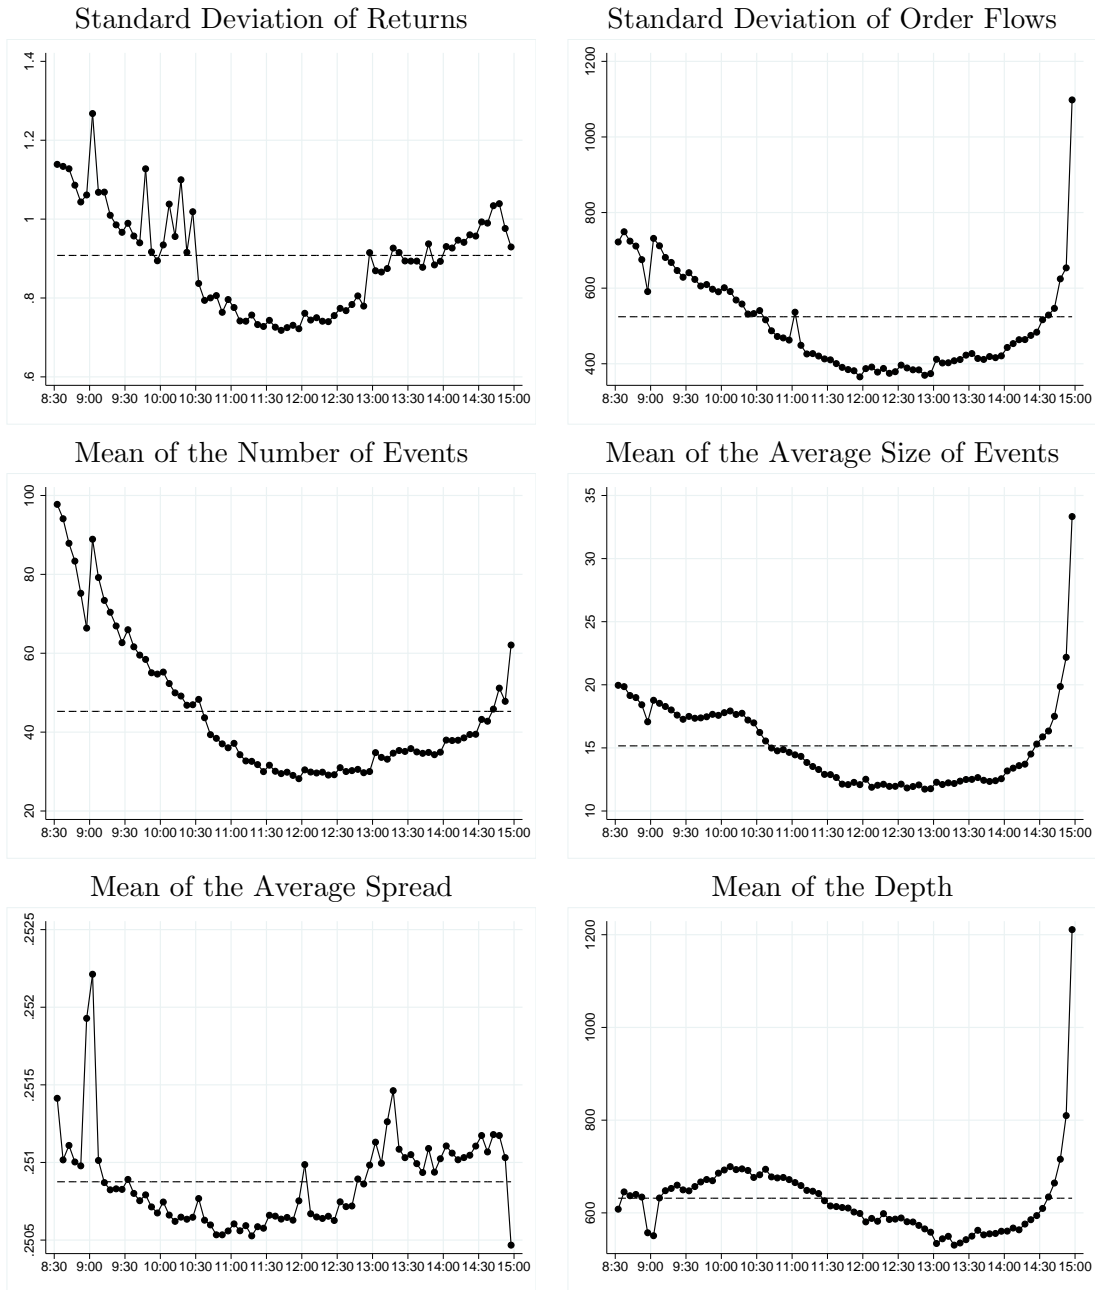 Standard Deviation of Returns
Standard Deviation of Order Flows
1.4
1.2
1
.8
.6
8:30 9:00 9:30 10:00 10:30 11:00 11:30 12:00 12:30 13:00 13:30 14:00 14:30 15:00
1200
1000
800
600
400
8:30 9:00 9:30 10:00 10:30 11:00 11:30 12:00 12:30 13:00 13:30 14:00 14:30 15:00
Mean of the Number of Events
Mean of the Average Size of Events
100
80
60
40
20
8:30 9:00 9:30 10:00 10:30 11:00 11:30 12:00 12:30 13:00 13:30 14:00 14:30 15:00
35
30
25
20
15
10
8:30 9:00 9:30 10:00 10:30 11:00 11:30 12:00 12:30 13:00 13:30 14:00 14:30 15:00
Mean of the Average Spread
Mean of the Depth
.2525
.252
.2515
.251
.2505
8:30 9:00 9:30 10:00 10:30 11:00 11:30 12:00 12:30 13:00 13:30 14:00 14:30 15:00
1200
1000
800
600
8:30 9:00 9:30 10:00 10:30 11:00 11:30 12:00 12:30 13:00 13:30 14:00 14:30 15:00